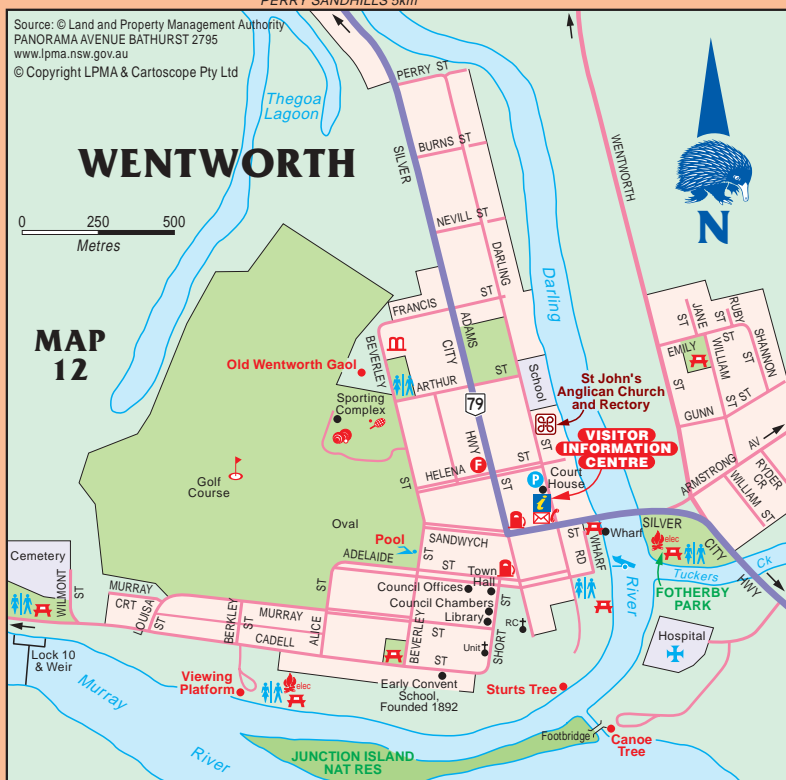 PERRY SANDHILLS 5km
Source: © Land and Property Management Authority
PANORAMA AVENUE BATHURST 2795
www.lpma.nsw.gov.au
© Copyright LPMA & Cartoscope Pty Ltd
Thegoa
Lagoon
WENTWORTH
0 250 500
Metres
MAP
12
N
PERRY ST
BURNS ST
SILVER
NEVILL ST
DARLING
ST
Darling
WENTWORTH
FRANCIS
ST
BEVERLEY
CITY
ADAMS
ARTHUR
ST
79
HWY
School
Old Wentworth Gaol
Sporting
Complex
St John's
Anglican Church
and Rectory
VISITOR
INFORMATION
CENTRE
JANE
ST
RUBY
ST
EMILY
ST
WILLIAM
ST
SHANNON
ST
GUNN
ST
AV
ARMSTRONG
RYDER
CR
WILLIAM ST
HELENA
ST
F
ST
ST
ST
P
Court
House
i
Golf
Course
Oval
Pool
SANDWYCH
ST
ADELAIDE
ST
ST
ST
WHARF
RD
Wharf
River
SILVER
CITY
HWY
elec
Tuckers
Ck
FOTHERBY
PARK
Hospital
Cemetery
WILMONT
ST
MURRAY
CRT
LOUISA
ST
BERKLEY
ST
MURRAY
CADELL
ALICE
ST
BEVERLEY
ST
ST
Town
Hall
Council Offices
Council Chambers
Library
SHORT
ST
RC
Unit
Lock 10
& Weir
Viewing
Platform
elec
Early Convent
School,
Founded 1892
Sturts Tree
Murray
River
Footbridge
Canoe
Tree
JUNCTION ISLAND
NAT RES